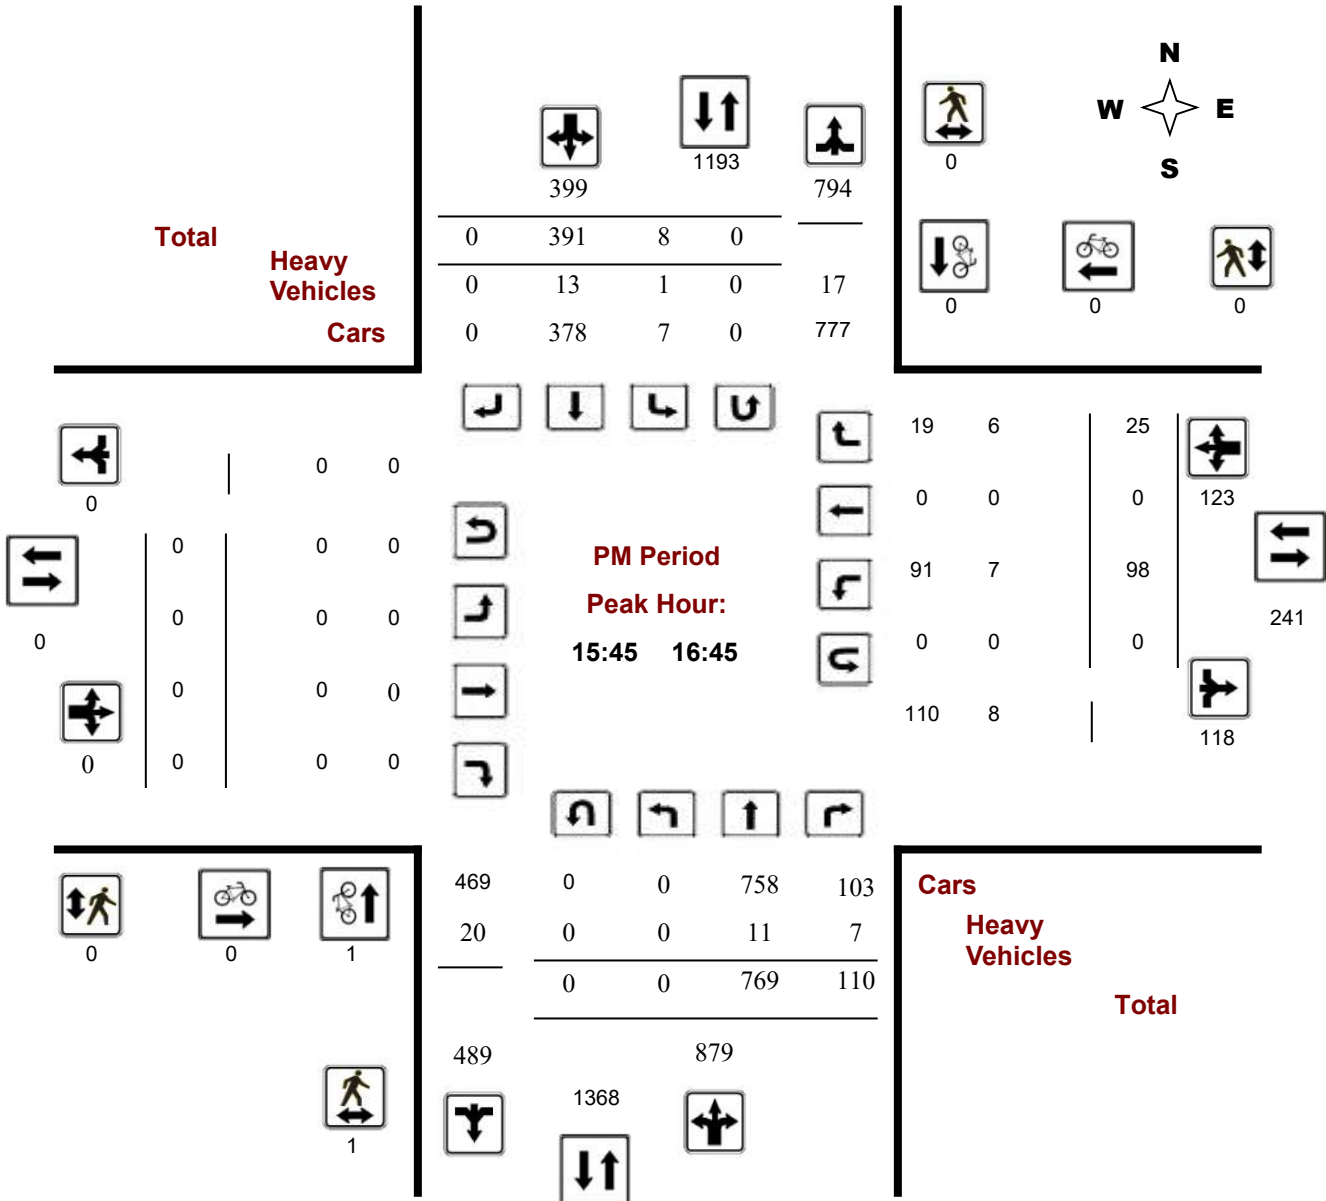 N
W E
S
1193
0
399 794
Total 0 391 8 0
0 0 0
Heavy
Vehicles 0 13 1 0 17
Cars 0 378 7 0 777
19 6 25
0 0
0 0 0 0 123
0 0 0
PM Period
91 7 98
Peak Hour:
0 0 0 241
15:45 16:45
0 0 0 0
0 0 0
110 8 118
0 0 0 0
469 0 0 758 103 Cars
20 0 0 11 7 Heavy
Vehicles
0 0 1
0 0 769 110
Total
489 879
1368
1